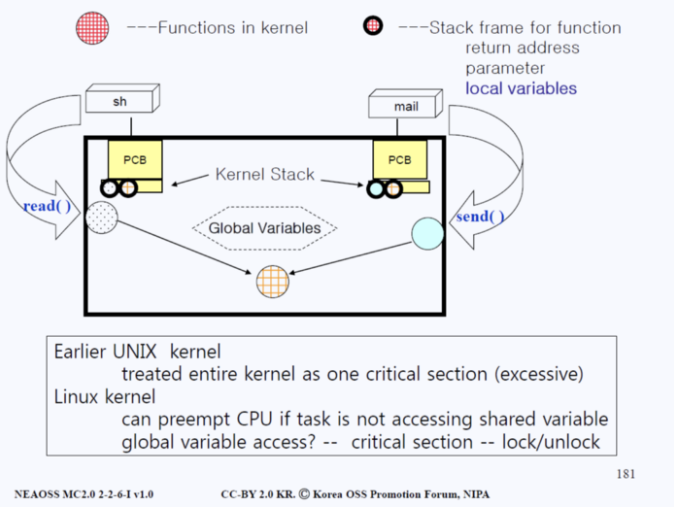 ---Functions in kernel
---Stack frame for function
return address
parameter
local variables
sh
mail
PCB
PCB
Kernel Stack
read( )
send( )
Global Variables
Earlier UNIX kernel
treated entire kernel as one critical section (excessive)
Linux kernel
can preempt CPU if task is not accessing shared variable
global variable access? -- critical section -- lock/unlock
181
NEAOSS MC2.0 2-2-6-I v1.0
CC-BY 2.0 KR. Ⓒ Korea OSS Promotion Forum, NIPA